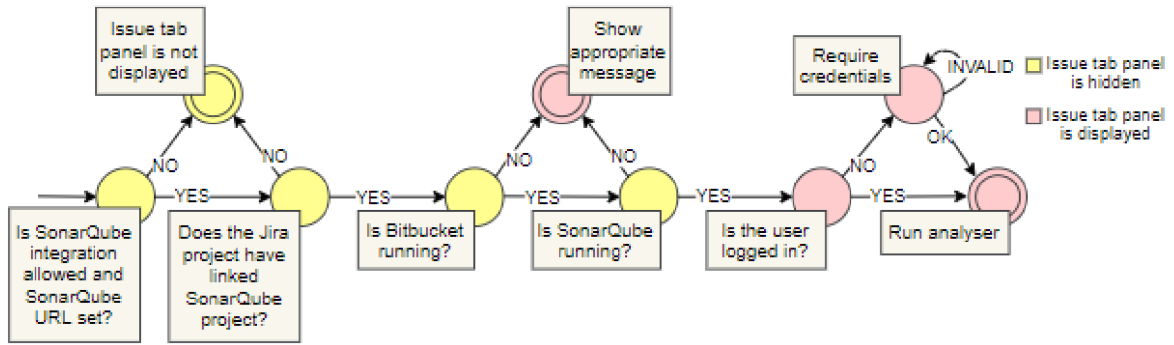 Issue tab
panel is not
displayed
Show
appropriate
message
Require
credentials
INVALID
Issue tab panel
is hidden
Issue tab panel
is displayed
NO
NO
NO
NO
NO
OK
YES
YES
YES
YES
YES
Is SonarQube
integration
allowed and
SonarQube
URL set?
Does the Jira
project have
linked
SonarQube
project?
Is Bitbucket
running?
Is SonarQube
running?
Is the user
logged in?
Run analyser